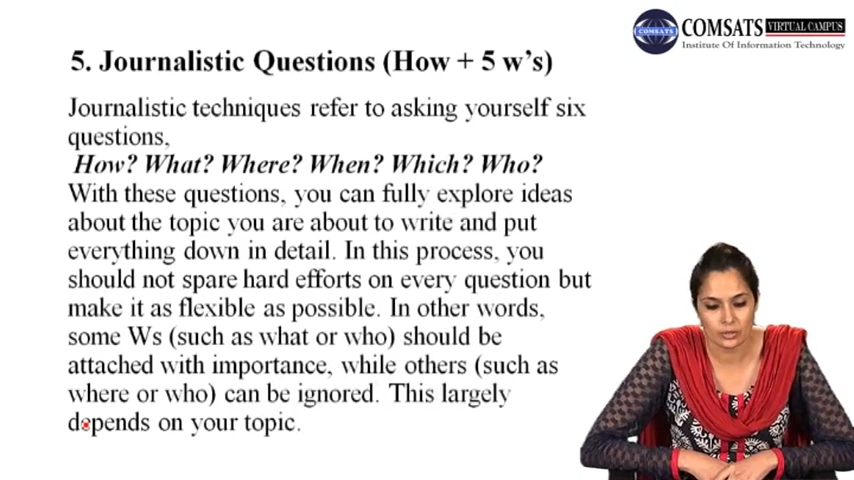 COMSATS VIRTUAL CAMPUS
Institute Of Information Technology
COMSATS
5. Journalistic Questions (How + 5 w's)
Journalistic techniques refer to asking yourself six
questions,
How? What? Where? When? Which? Who?
With these questions, you can fully explore ideas
about the topic you are about to write and put
everything down in detail. In this process, you
should not spare hard efforts on every question but
make it as flexible as possible. In other words,
some Ws (such as what or who) should be
attached with importance, while others (such as
where or who) can be ignored. This largely
depends on your topic.